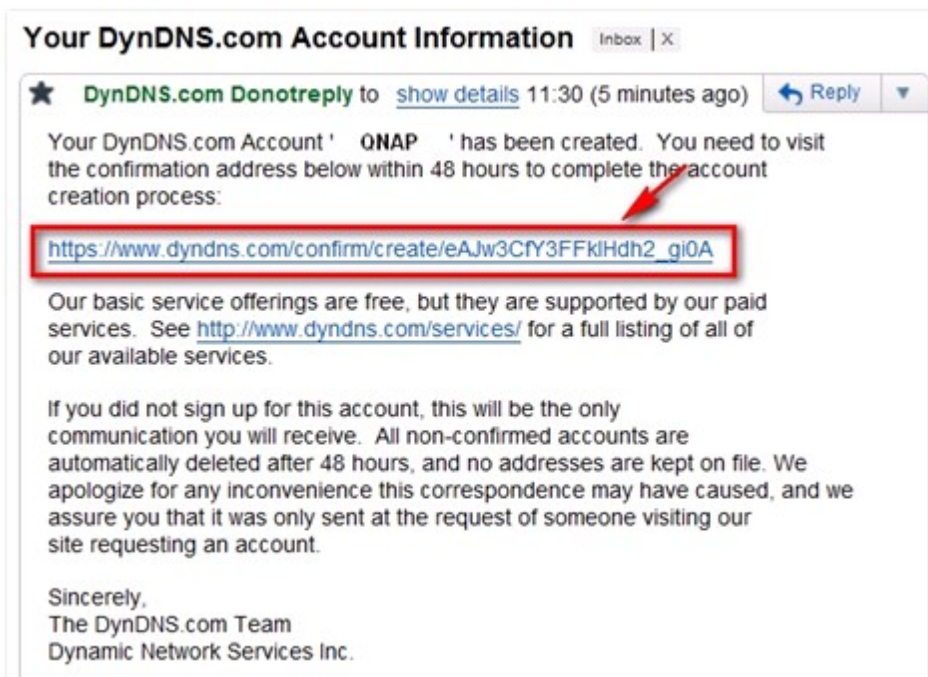 Your DynDNS.com Account Information Inbox | X
DynDNS.com Donotreply to show details 11:30 (5 minutes ago) Reply
Your DynDNS.com Account ' QNAP ' has been created. You need to visit
the confirmation address below within 48 hours to complete the account
creation process:
https://www.dyndns.com/confirm/create/eAJw3CfY3FFklHdh2_gi0A
Our basic service offerings are free, but they are supported by our paid
services. See http://www.dyndns.com/services/ for a full listing of all of
our available services.
If you did not sign up for this account, this will be the only
communication you will receive. All non-confirmed accounts are
automatically deleted after 48 hours, and no addresses are kept on file. We
apologize for any inconvenience this correspondence may have caused, and we
assure you that it was only sent at the request of someone visiting our
site requesting an account.
Sincerely,
The DynDNS.com Team
Dynamic Network Services Inc.